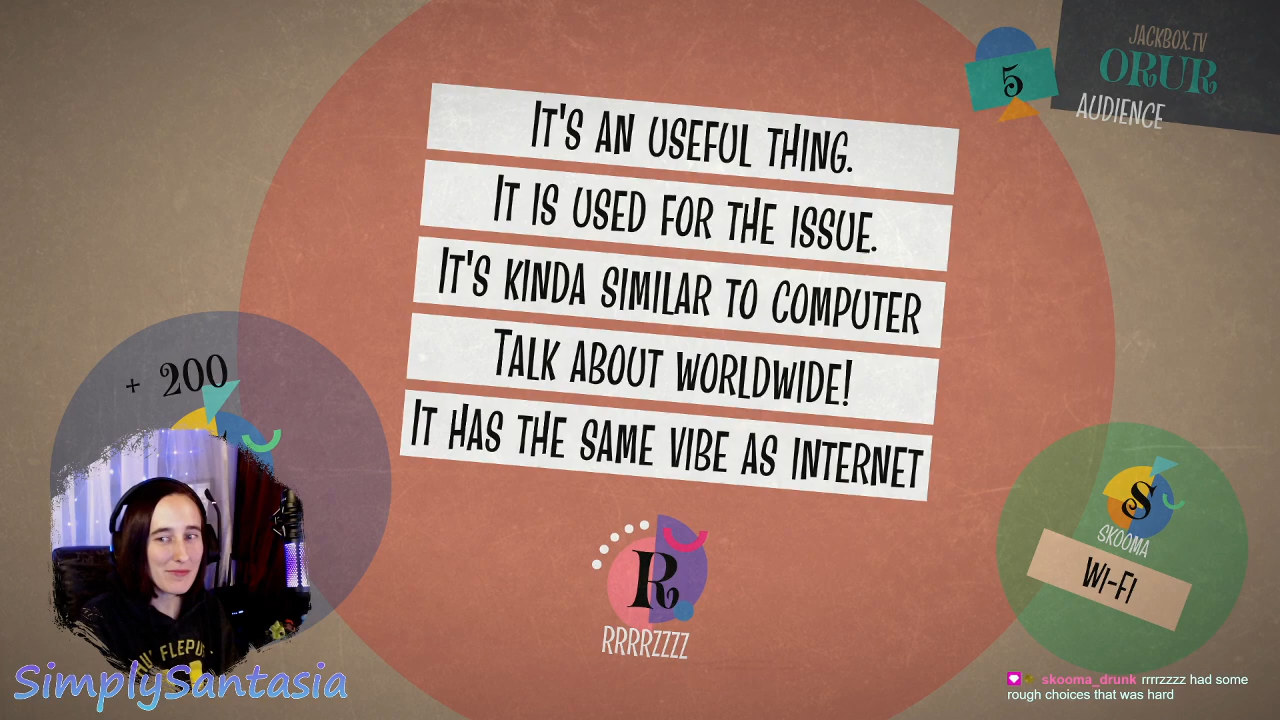 JACKBOX.TV
ORUR
5
AUDIENCE
IT'S AN USEFUL THING.
IT IS USED FOR THE ISSUE.
IT'S KINDA SIMILAR TO COMPUTER
TALK ABOUT WORLDWIDE!
IT HAS THE SAME VIBE AS INTERNET
+ 200
S
SKOOMA
WI-FI
R
RRRRZZZZ
SimplySantasia
skooma_drunk rrrrzzzz had some
rough choices that was hard